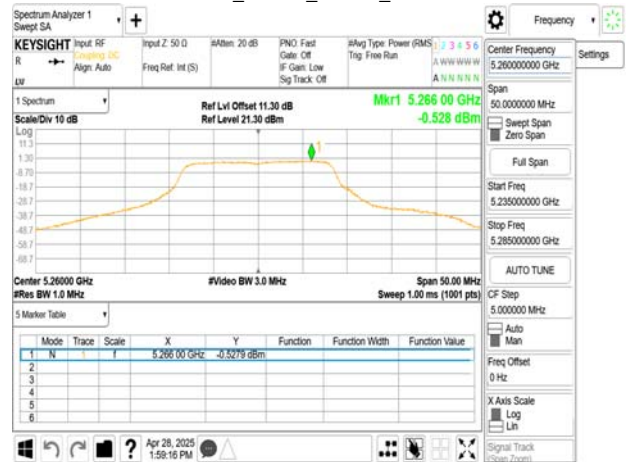 Spectrum Analyzer 1
Swept SA
Frequency
KEYSIGHT Input: RF Input Z: 50 Ω #Atten: 20 dB PNO: Fast #Avg Type: Power (RMS 1 2 3 4 5 6
R Coupling: DC Gate: Off Trig: Free Run A W W W W W
Align: Auto Freq Ref: Int (S) IF Gain: Low
Sig Track: Off A N N N N N
1 Spectrum
Ref Lvl Offset 11.30 dB Mkr1 5.266 00 GHz
Scale/Div 10 dB Ref Level 21.30 dBm -0.528 dBm
Log
11.3
1.30
-8.70
-18.7
-28.7
-38.7
-48.7
-58.7
-68.7
1
Center 5.26000 GHz #Video BW 3.0 MHz Span 50.00 MHz
#Res BW 1.0 MHz Sweep 1.00 ms (1001 pts)
5 Marker Table
Mode Trace Scale X Y Function Function Width Function Value
1 N 1 f 5.266 00 GHz -0.5279 dBm
2
3
4
5
6
Apr 28, 2025
1:59:16 PM
Center Frequency
5.260000000 GHz
Settings
Span
50.0000000 MHz
Swept Span
Zero Span
Full Span
Start Freq
5.235000000 GHz
Stop Freq
5.285000000 GHz
AUTO TUNE
CF Step
5.000000 MHz
Auto
Man
Freq Offset
0 Hz
X Axis Scale
Log
Lin
Signal Track
(Span Zoom)